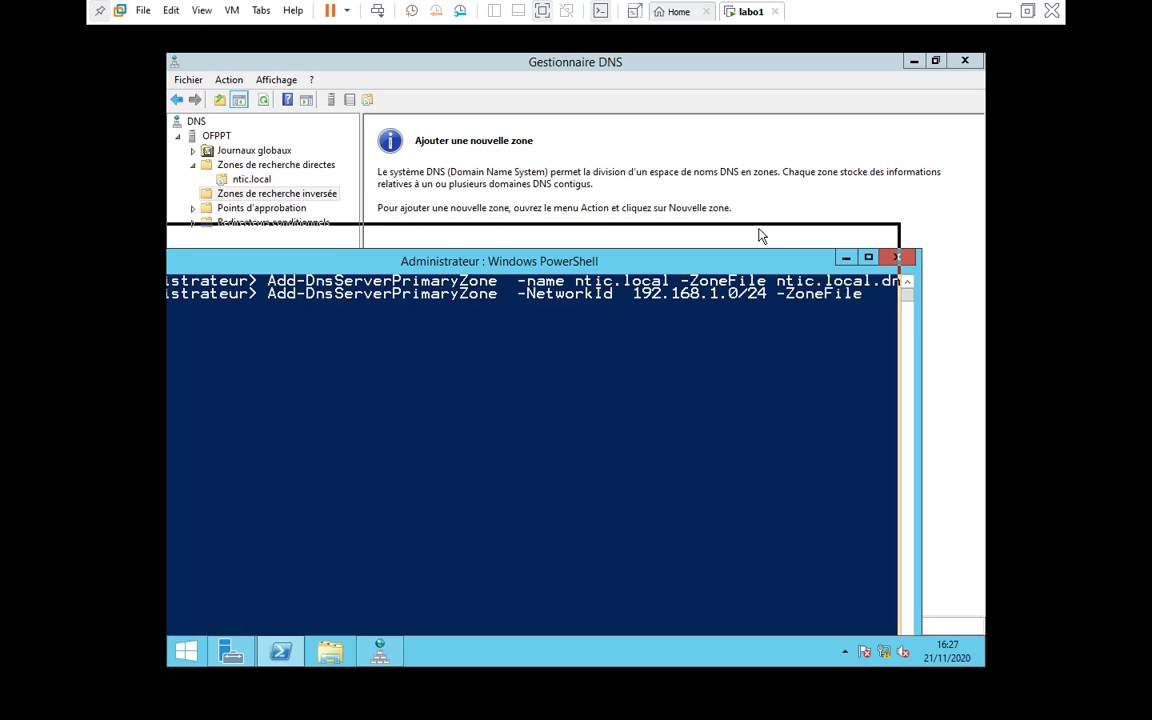 File Edit View VM Tabs Help Home labo1
Gestionnaire DNS
Fichier Action Affichage ?
DNS
OFPPT
Journaux globaux
Zones de recherche directes
ntic.local
Zones de recherche inversée
Points d'approbation
Redirecteurs conditionnels
Ajouter une nouvelle zone
Le système DNS (Domain Name System) permet la division d'un espace de noms DNS en zones. Chaque zone stocke des informations
relatives à un ou plusieurs domaines DNS contigus.
Pour ajouter une nouvelle zone, ouvrez le menu Action et cliquez sur Nouvelle zone.
Administrateur : Windows PowerShell
istrateur> Add-DnsServerPrimaryZone -name ntic.local -ZoneFile ntic.local.dn
istrateur> Add-DnsServerPrimaryZone -NetworkId 192.168.1.0/24 -ZoneFile
16:27
21/11/2020